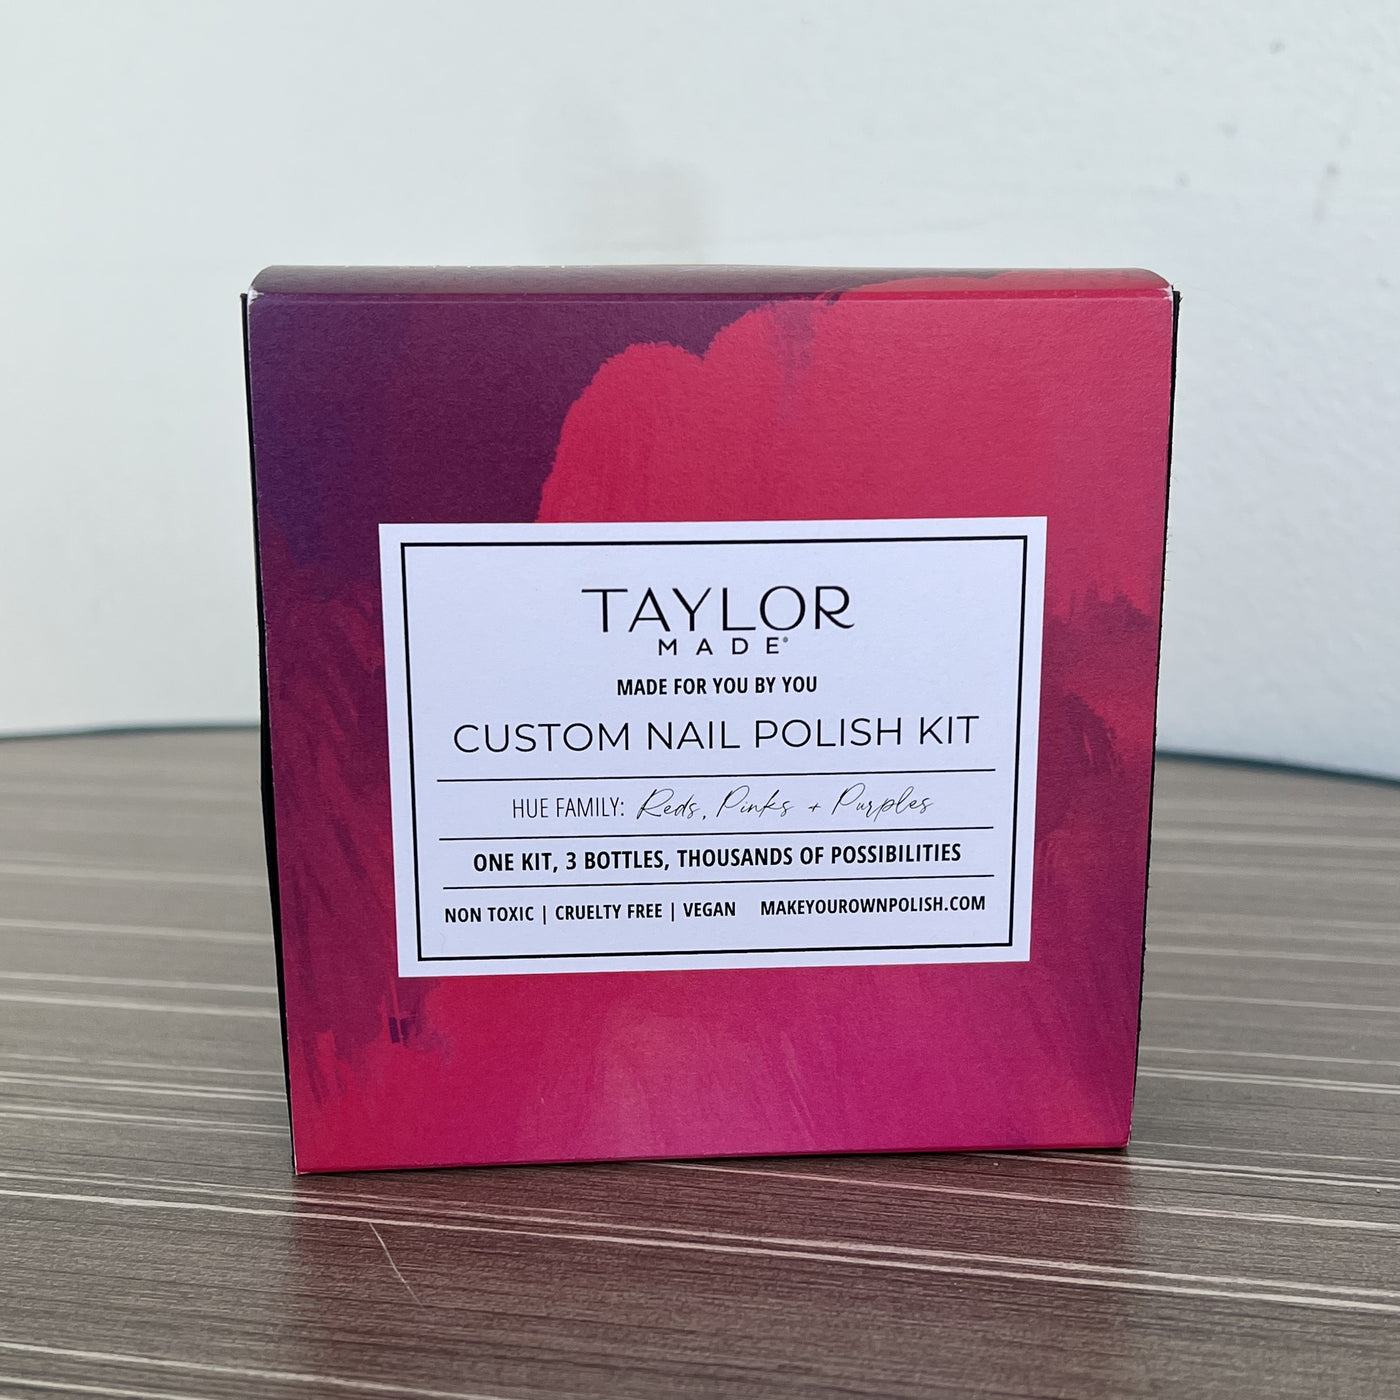 TAYLOR
MADE®
MADE FOR YOU BY YOU
CUSTOM NAIL POLISH KIT
HUE FAMILY: Reds, Pinks + Purples
ONE KIT, 3 BOTTLES, THOUSANDS OF POSSIBILITIES
NON TOXIC | CRUELTY FREE | VEGAN MAKEYOUROWNPOLISH.COM